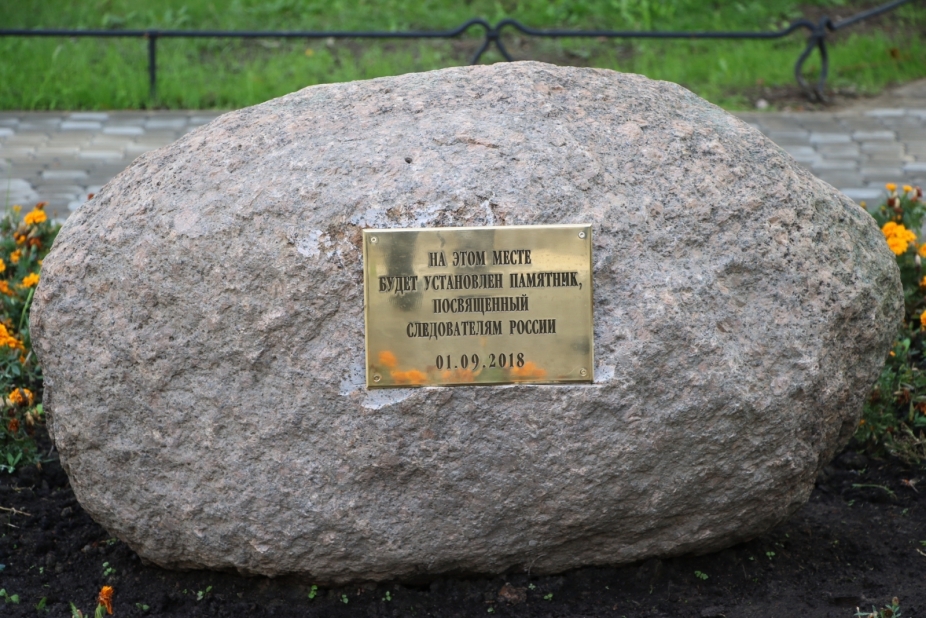 НА ЭТОМ МЕСТЕ
БУДЕТ УСТАНОВЛЕН ПАМЯТНИК,
ПОСВЯЩЕННЫЙ
СЛЕДОВАТЕЛЯМ РОССИИ
01.09.2018